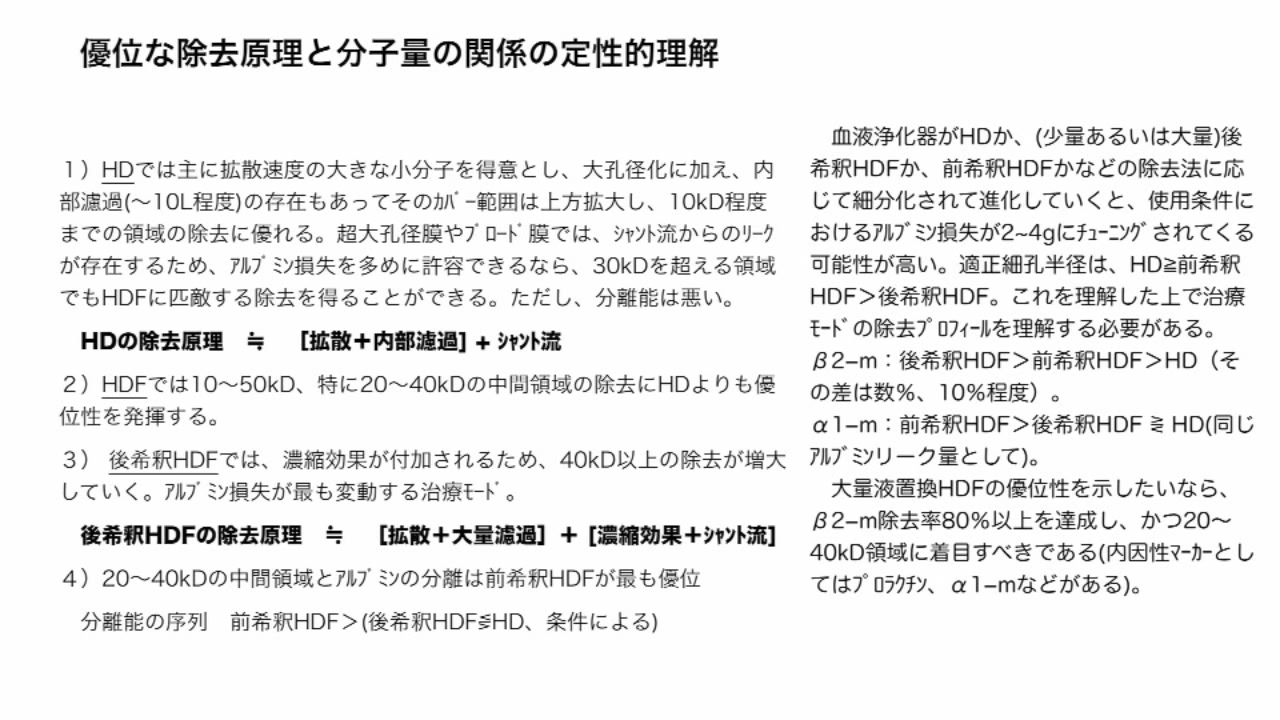 優位な除去原理と分子量の関係の定性的理解
1）HDでは主に拡散速度の大きな小分子を得意とし、大孔径化に加え、内
部濾過(～10L程度)の存在もあってそのｶﾊﾞｰ範囲は上方拡大し、10kD程度
までの領域の除去に優れる。超大孔径膜やﾌﾞﾛｰﾄﾞ膜では、ｼｬﾝﾄ流からのﾘｰｸ
が存在するため、ｱﾙﾌﾞﾐﾝ損失を多めに許容できるなら、30kDを超える領域
でもHDFに匹敵する除去を得ることができる。ただし、分離能は悪い。
HDの除去原理　≒　［拡散＋内部濾過］+ ｼｬﾝﾄ流
2）HDFでは10～50kD、特に20～40kDの中間領域の除去にHDよりも優
位性を発揮する。
3） 後希釈HDFでは、濃縮効果が付加されるため、40kD以上の除去が増大
していく。ｱﾙﾌﾞﾐﾝ損失が最も変動する治療ﾓｰﾄﾞ。
後希釈HDFの除去原理　≒　［拡散＋大量濾過］＋［濃縮効果＋ｼｬﾝﾄ流］
4）20～40kDの中間領域とｱﾙﾌﾞﾐﾝの分離は前希釈HDFが最も優位
分離能の序列　前希釈HDF＞(後希釈HDF≶HD、条件による)
血液浄化器がHDか、(少量あるいは大量)後
希釈HDFか、前希釈HDFかなどの除去法に応
じて細分化されて進化していくと、使用条件に
おけるｱﾙﾌﾞﾐﾝ損失が2~4gにﾁｭｰﾆﾝｸﾞされてくる
可能性が高い。適正細孔半径は、HD≧前希釈
HDF＞後希釈HDF。これを理解した上で治療
ﾓｰﾄﾞの除去ﾌﾟﾛﾌｨｰﾙを理解する必要がある。
β2–m：後希釈HDF＞前希釈HDF＞HD（そ
の差は数％、10％程度）。
α1–m：前希釈HDF＞後希釈HDF ⋛ HD(同じ
ｱﾙﾌﾞﾐﾝリーク量として)。
大量液置換HDFの優位性を示したいなら、
β2–m除去率80％以上を達成し、かつ20～
40kD領域に着目すべきである(内因性ﾏｰｶｰとし
てはﾌﾟﾛﾗｸﾁﾝ、α1–mなどがある)。